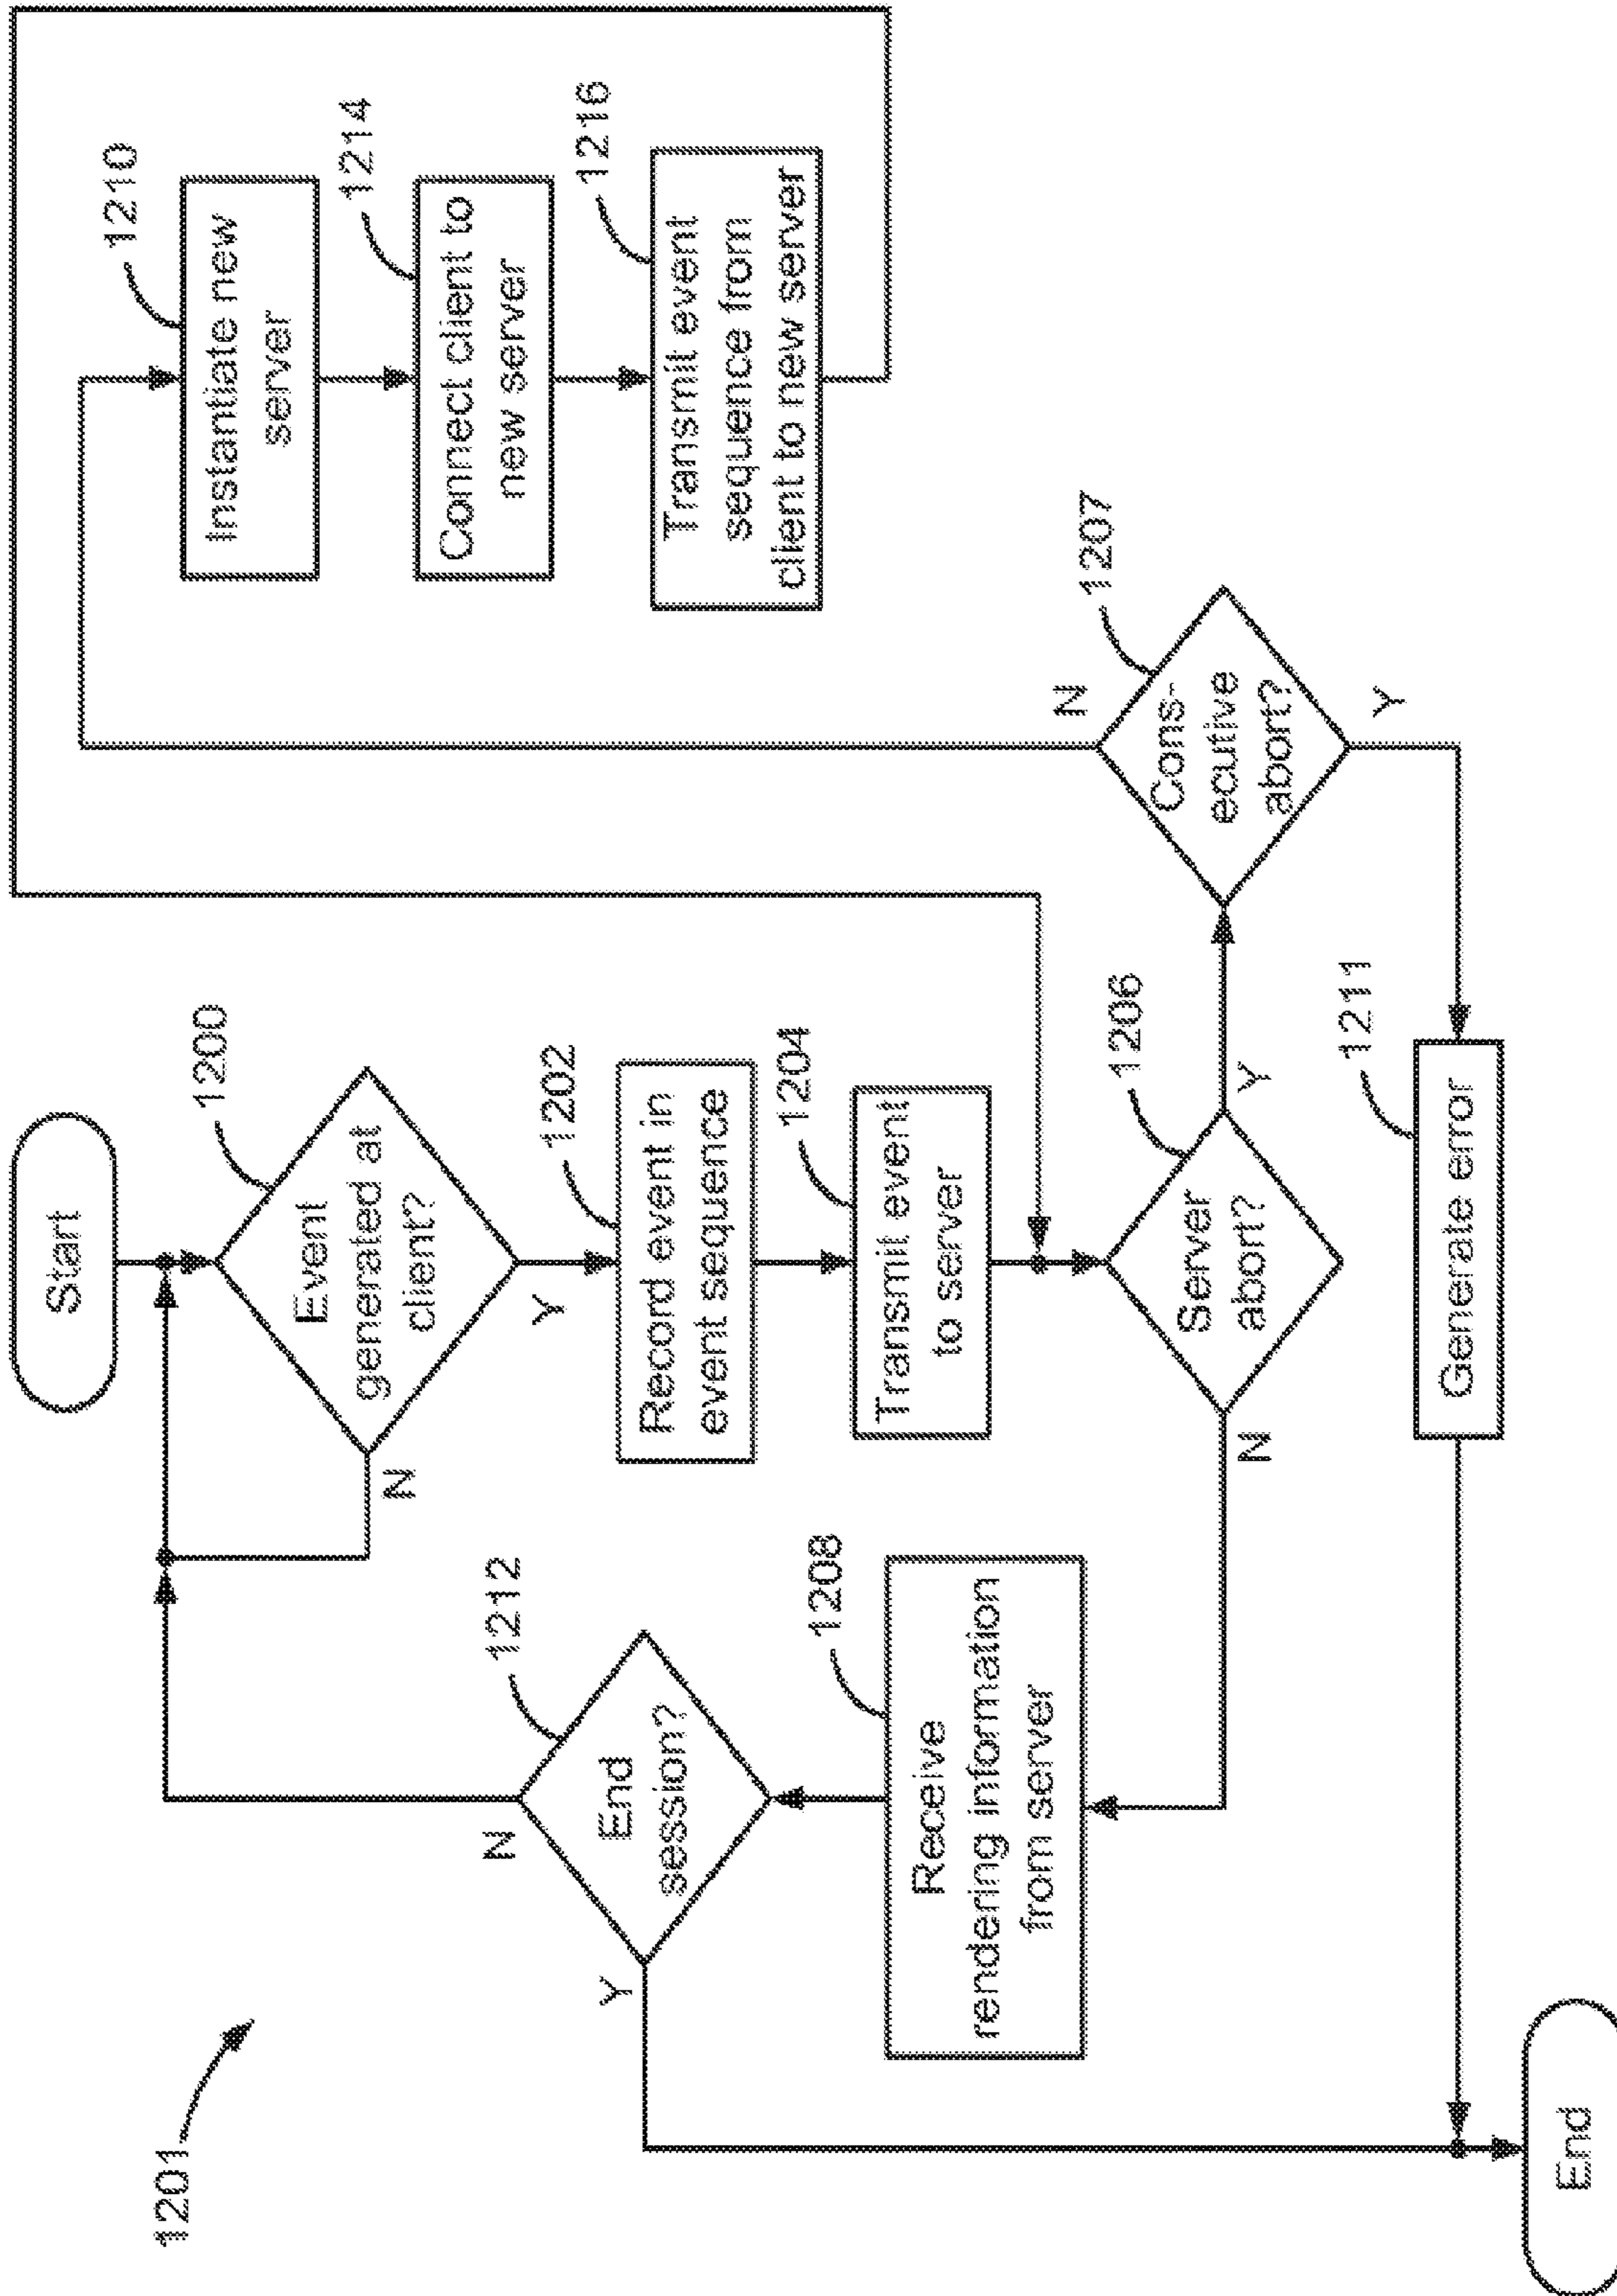 1201
Start
1200
Event
generated at
client?
N
Y
1202
Record event in
event sequence
1204
Transmit event
to server
1206
Server
abort?
N
Y
1207
Cons-
ecutive
abort?
N
Y
1210
Instantiate new
server
1214
Connect client to
new server
1216
Transmit event
sequence from
client to new server
1208
Receive
rendering information
from server
1212
End
session?
N
Y
1211
Generate error
End